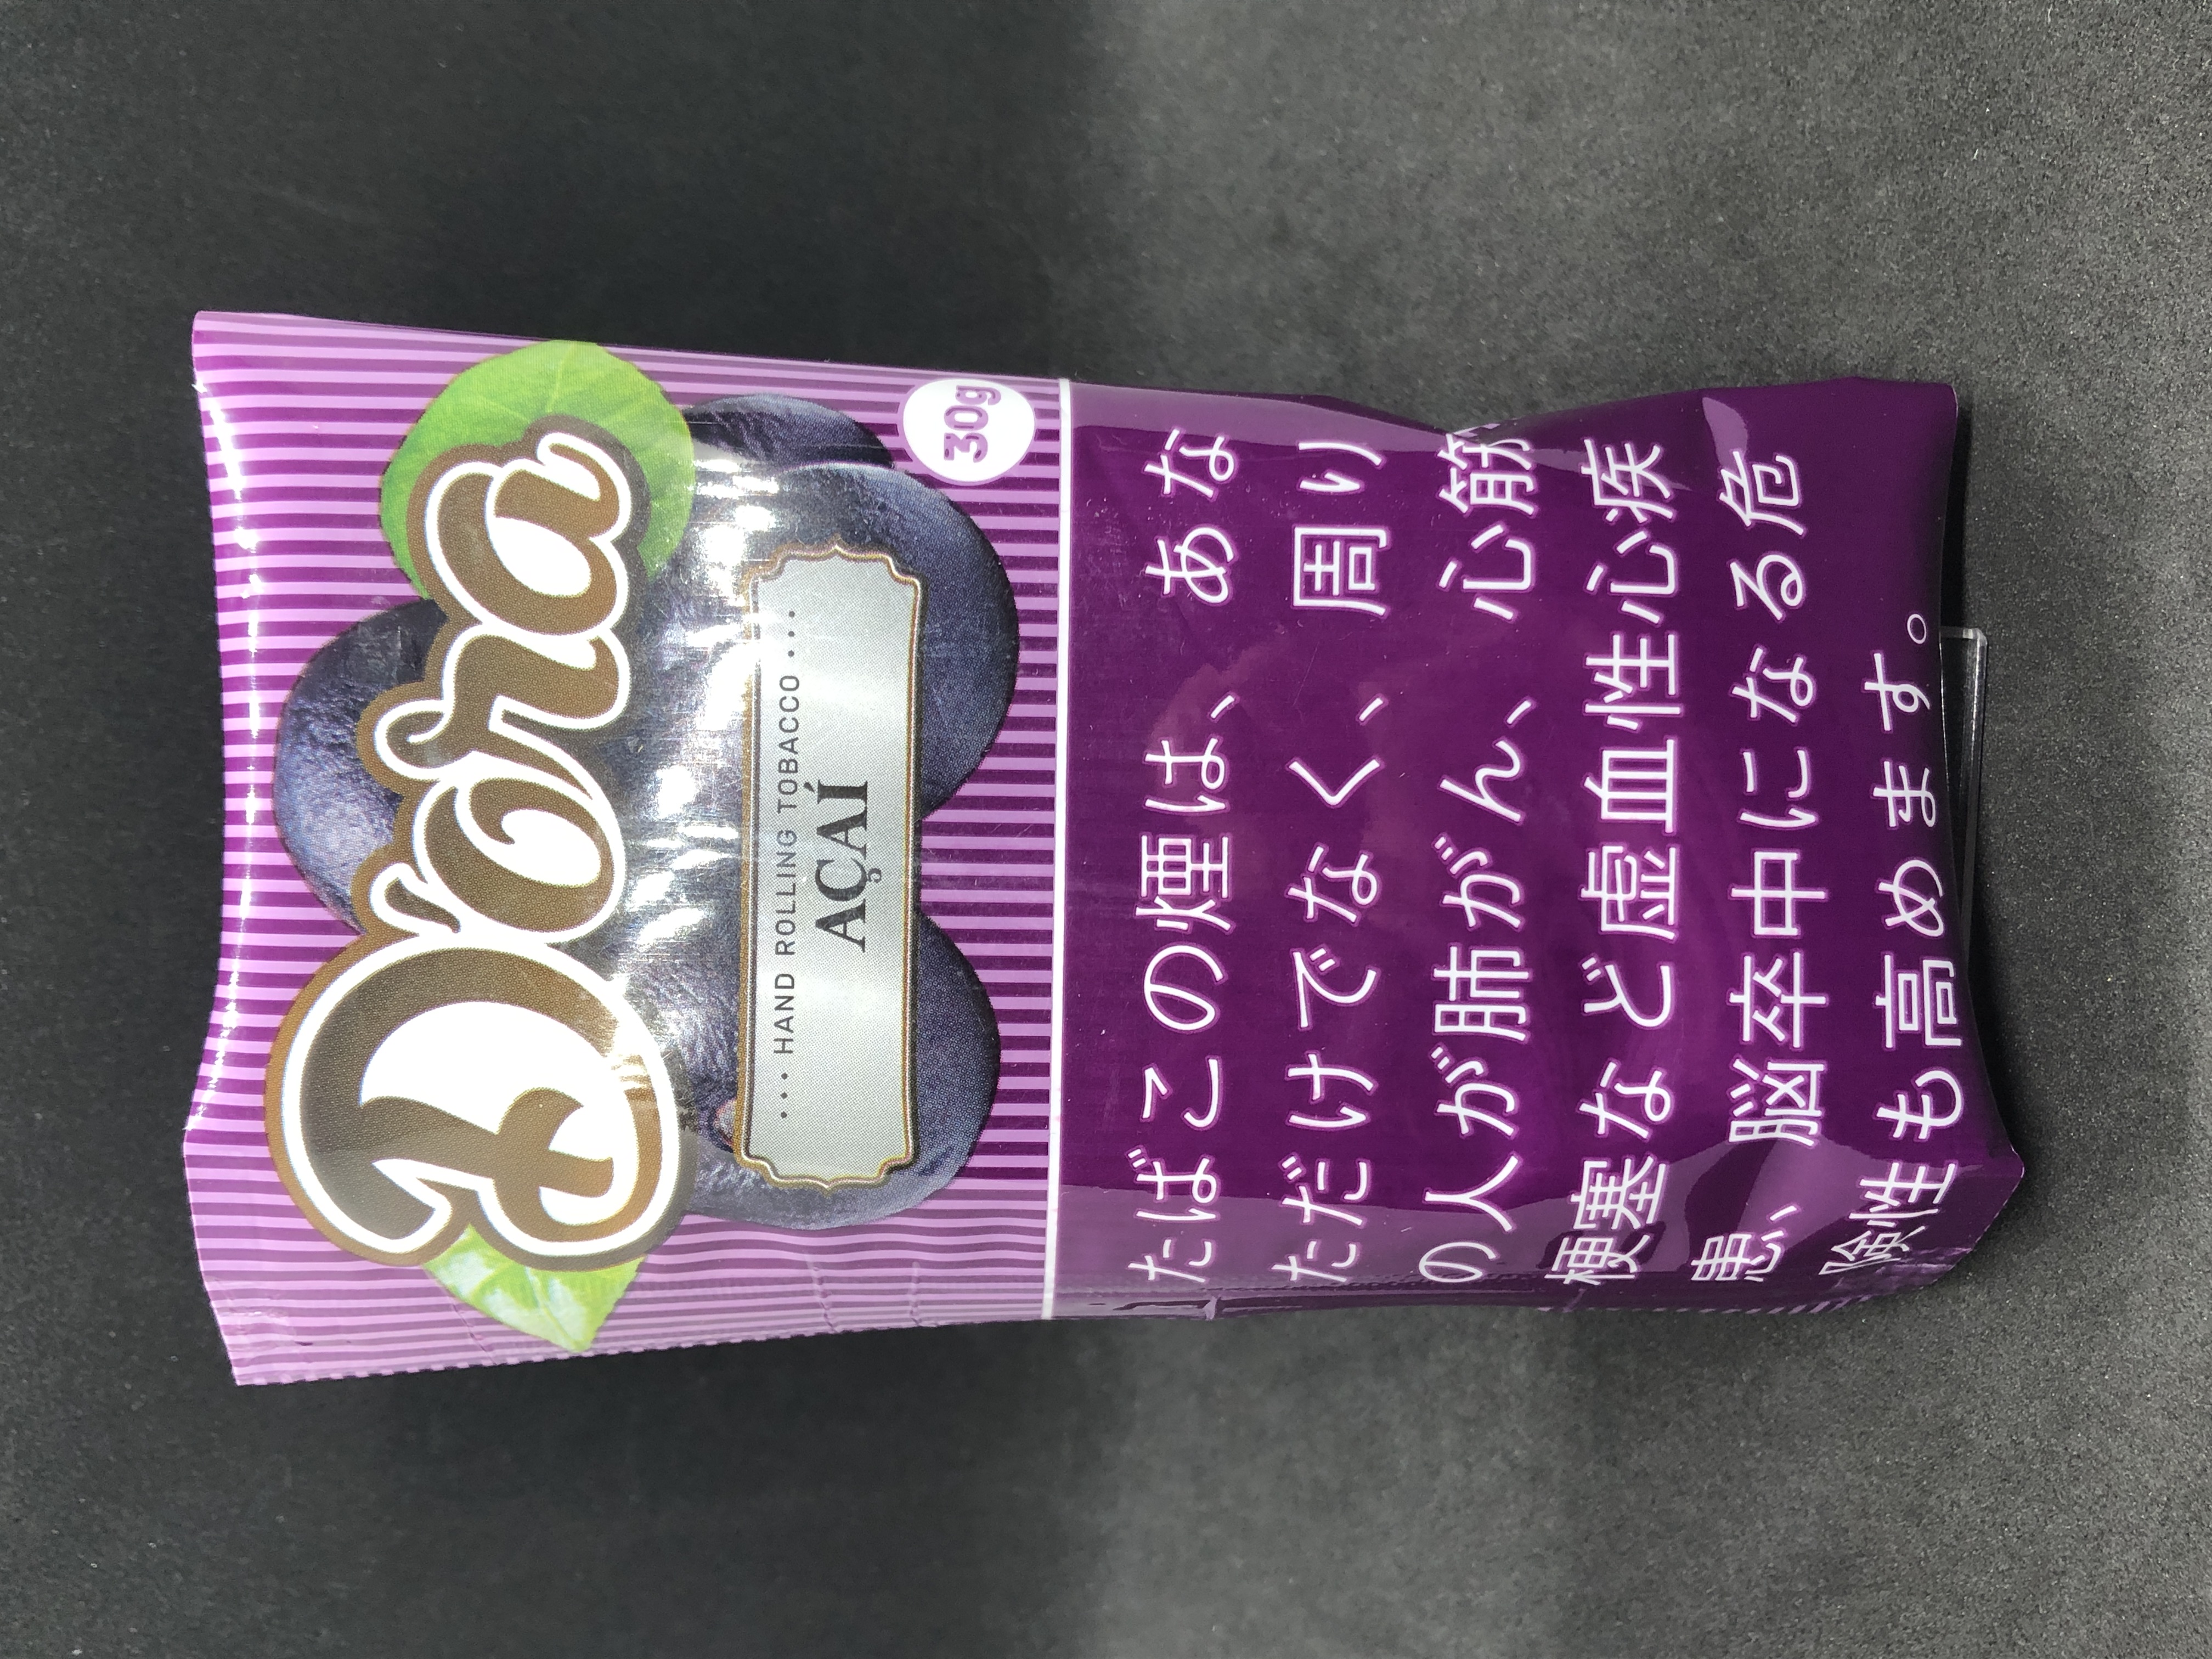 Dora
HAND ROLLING TOBACCO
AÇAÍ
30g
たばこの煙は、あな
ただけでなく、周り
の人が肺がん、心筋
梗塞など虚血性心疾
患、脳卒中になる危
険性も高めます。